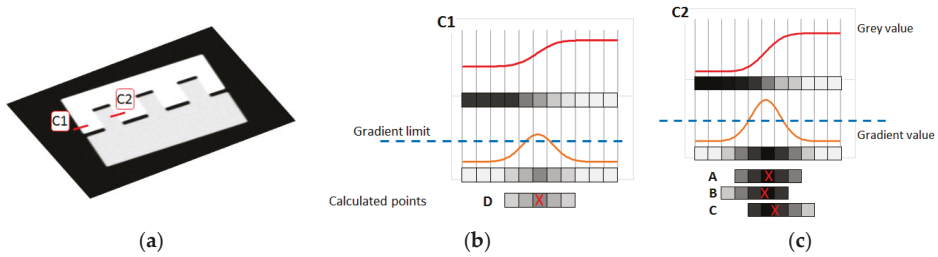 C1
C2
C1
Gradient limit
Calculated points
D
X
C2
Grey value
Gradient value
A
X
B
X
C
X
(a)
(b)
(c)